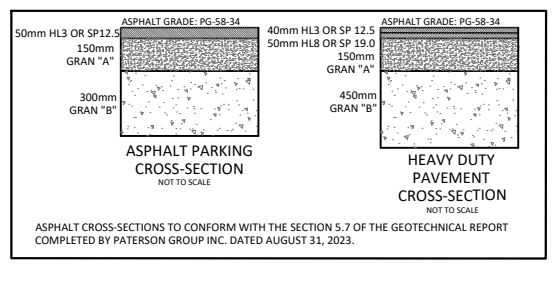 ASPHALT GRADE: PG-58-34
50mm HL3 OR SP12.5
150mm
GRAN "A"
300mm
GRAN "B"
ASPHALT PARKING
CROSS-SECTION
NOT TO SCALE
ASPHALT GRADE: PG-58-34
40mm HL3 OR SP 12.5
50mm HL8 OR SP 19.0
150mm
GRAN "A"
450mm
GRAN "B"
HEAVY DUTY
PAVEMENT
CROSS-SECTION
NOT TO SCALE
ASPHALT CROSS-SECTIONS TO CONFORM WITH THE SECTION 5.7 OF THE GEOTECHNICAL REPORT
COMPLETED BY PATERSON GROUP INC. DATED AUGUST 31, 2023.